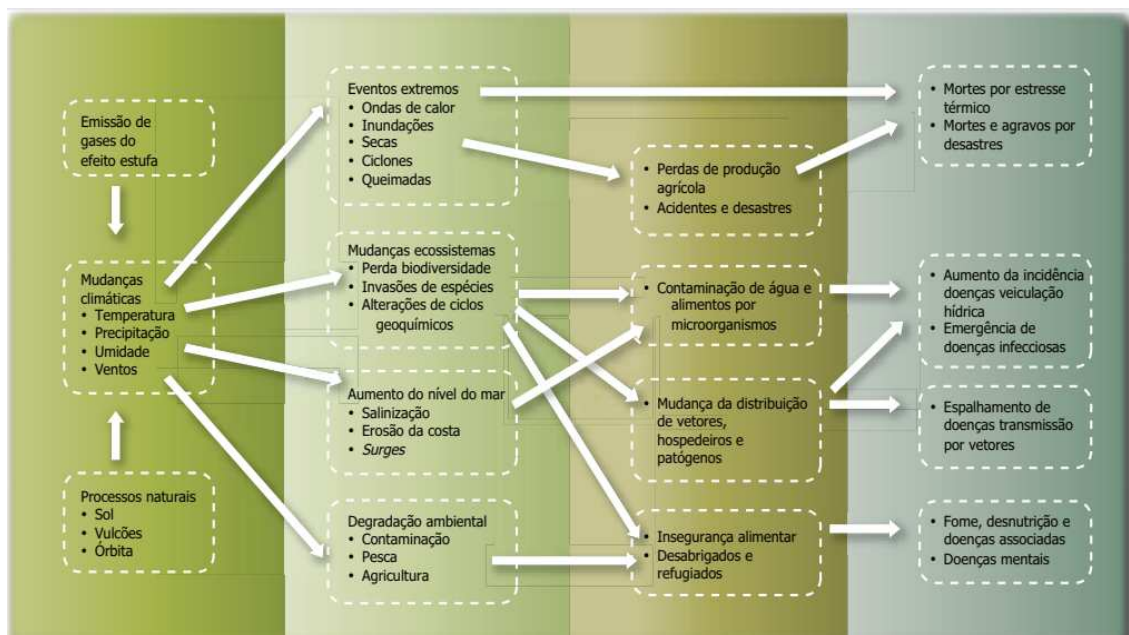 Emissão de
gases do
efeito estufa
Mudanças
climáticas
• Temperatura
• Precipitação
• Umidade
• Ventos
Processos naturais
• Sol
• Vulcões
• Órbita
Eventos extremos
• Ondas de calor
• Inundações
• Secas
• Ciclones
• Queimadas
Mudanças ecossistemas
• Perda biodiversidade
• Invasões de espécies
• Alterações de ciclos
geoquímicos
Aumento do nível do mar
• Salinização
• Erosão da costa
• Surges
Degradação ambiental
• Contaminação
• Pesca
• Agricultura
• Perdas de produção
agrícola
• Acidentes e desastres
• Contaminação de água e
alimentos por
microorganismos
• Mudança da distribuição
de vetores,
hospedeiros e
patógenos
• Insegurança alimentar
• Desabrigados e
refugiados
• Mortes por estresse
térmico
• Mortes e agravos por
desastres
• Aumento da incidência
doenças veiculação
hídrica
• Emergência de
doenças infecciosas
• Espalhamento de
doenças transmissão
por vetores
• Fome, desnutrição e
doenças associadas
• Doenças mentais